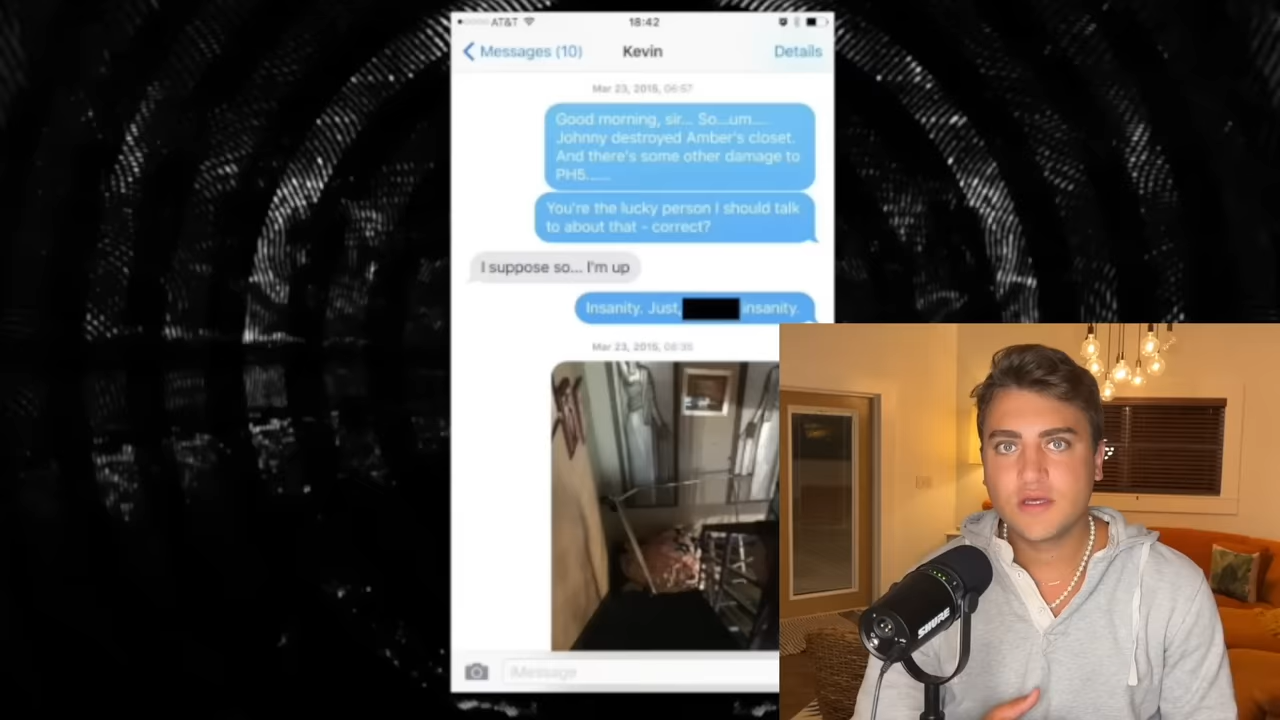 AT&T
18:42
Messages (10)
Kevin
Details
Mar 23, 2015, 06:57
Good morning, sir... So...um.....
Johnny destroyed Amber's closet.
And there's some other damage to
PH5......
You're the lucky person I should talk
to about that - correct?
I suppose so... I'm up
Insanity. Just
insanity.
Mar 23, 2015, 08:35
iMessage
SHURE